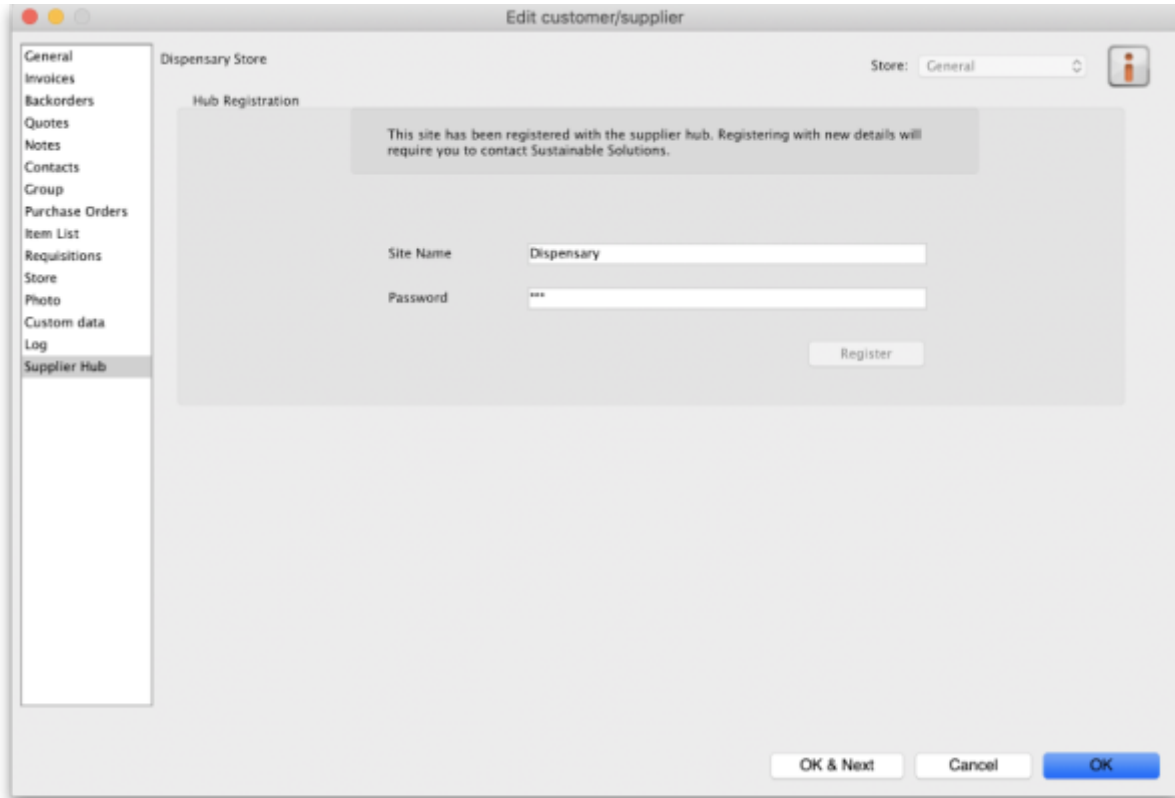 Edit customer/supplier
General
Invoices
Backorders
Quotes
Notes
Contacts
Group
Purchase Orders
Item List
Requisitions
Store
Photo
Custom data
Log
Supplier Hub
Dispensary Store
Store: General
Hub Registration
This site has been registered with the supplier hub. Registering with new details will
require you to contact Sustainable Solutions.
Site Name Dispensary
Password •••
Register
OK & Next Cancel OK